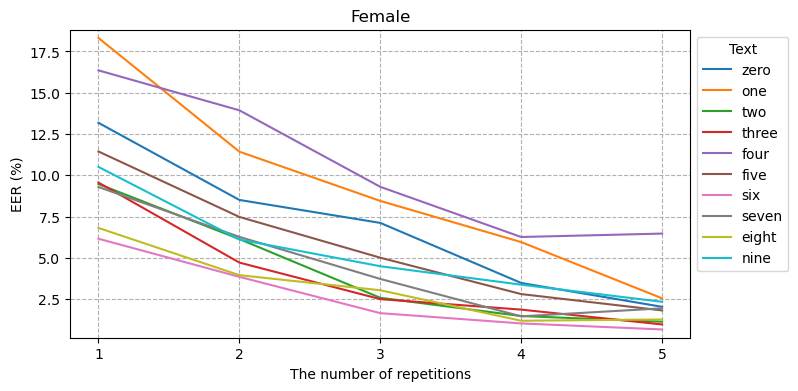 Female
EER (%)
17.5
15.0
12.5
10.0
7.5
5.0
2.5
1 2 3 4 5
The number of repetitions
Text
zero
one
two
three
four
five
six
seven
eight
nine